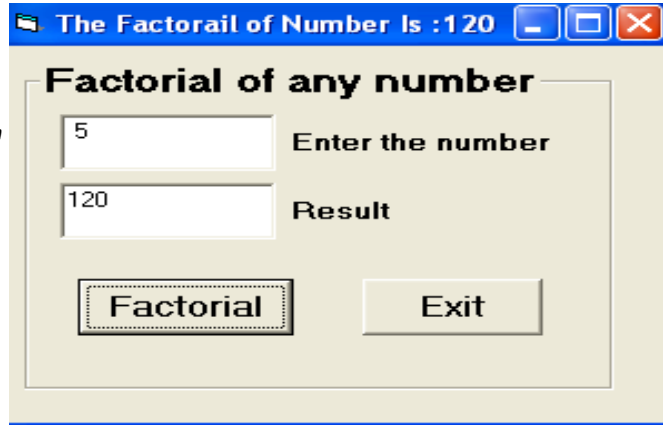 The Factorail of Number Is :120
Factorial of any number
5
Enter the number
120
Result
Factorial
Exit